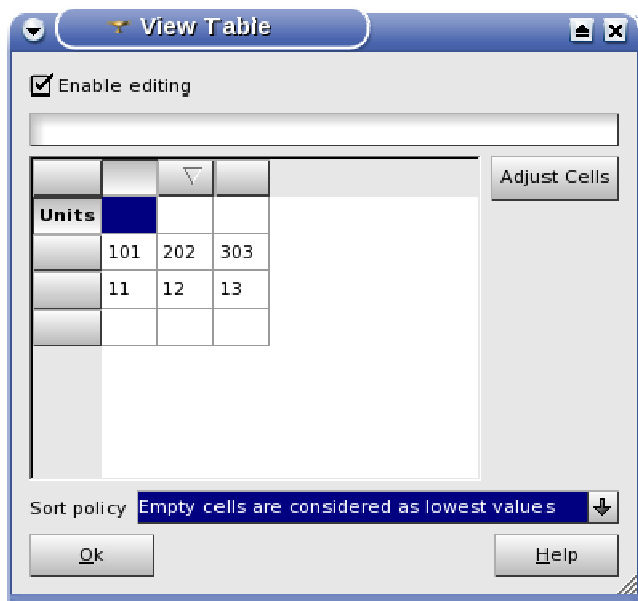 View Table
Enable editing
Adjust Cells
Units
101 202 303
11 12 13
Sort policy Empty cells are considered as lowest values
Ok Help